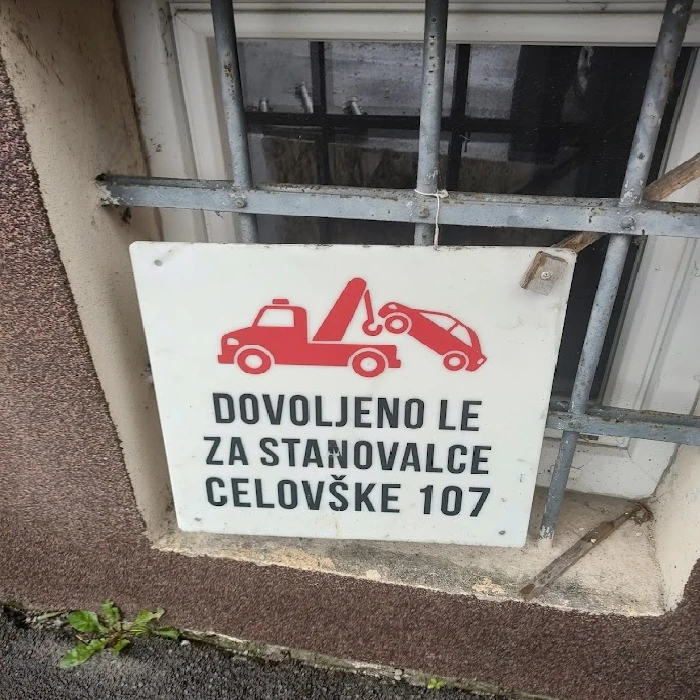 DOVOLJENO LE
ZA STANOVALCE
CELOVŠKE 107